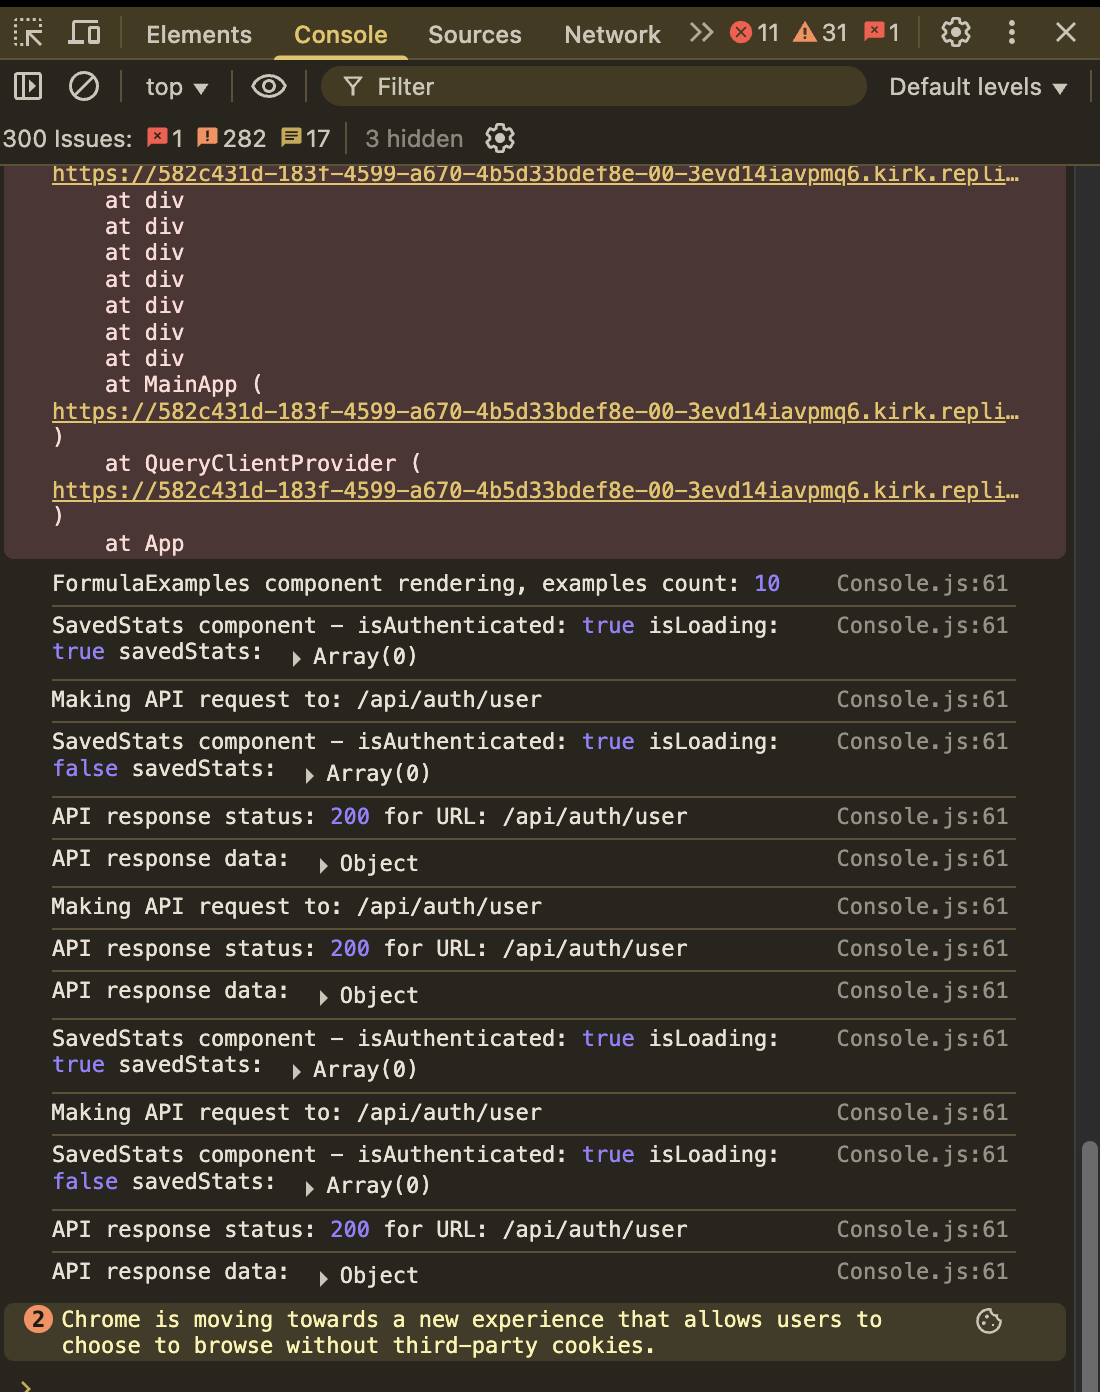 Elements Console Sources Network 11 31 1
top Filter Default levels
300 Issues: 1 282 17 3 hidden
https://582c431d-183f-4599-a670-4b5d33bdef8e-00-3evd14iavpmq6.kirk.repli…
at div
at div
at div
at div
at div
at div
at div
at MainApp (
https://582c431d-183f-4599-a670-4b5d33bdef8e-00-3evd14iavpmq6.kirk.repli…
)
at QueryClientProvider (
https://582c431d-183f-4599-a670-4b5d33bdef8e-00-3evd14iavpmq6.kirk.repli…
)
at App
FormulaExamples component rendering, examples count: 10 Console.js:61
SavedStats component – isAuthenticated: true isLoading: Console.js:61
true savedStats: Array(0)
Making API request to: /api/auth/user Console.js:61
SavedStats component – isAuthenticated: true isLoading: Console.js:61
false savedStats: Array(0)
API response status: 200 for URL: /api/auth/user Console.js:61
API response data: Object Console.js:61
Making API request to: /api/auth/user Console.js:61
API response status: 200 for URL: /api/auth/user Console.js:61
API response data: Object Console.js:61
SavedStats component – isAuthenticated: true isLoading: Console.js:61
true savedStats: Array(0)
Making API request to: /api/auth/user Console.js:61
SavedStats component – isAuthenticated: true isLoading: Console.js:61
false savedStats: Array(0)
API response status: 200 for URL: /api/auth/user Console.js:61
API response data: Object Console.js:61
2 Chrome is moving towards a new experience that allows users to
choose to browse without third-party cookies.